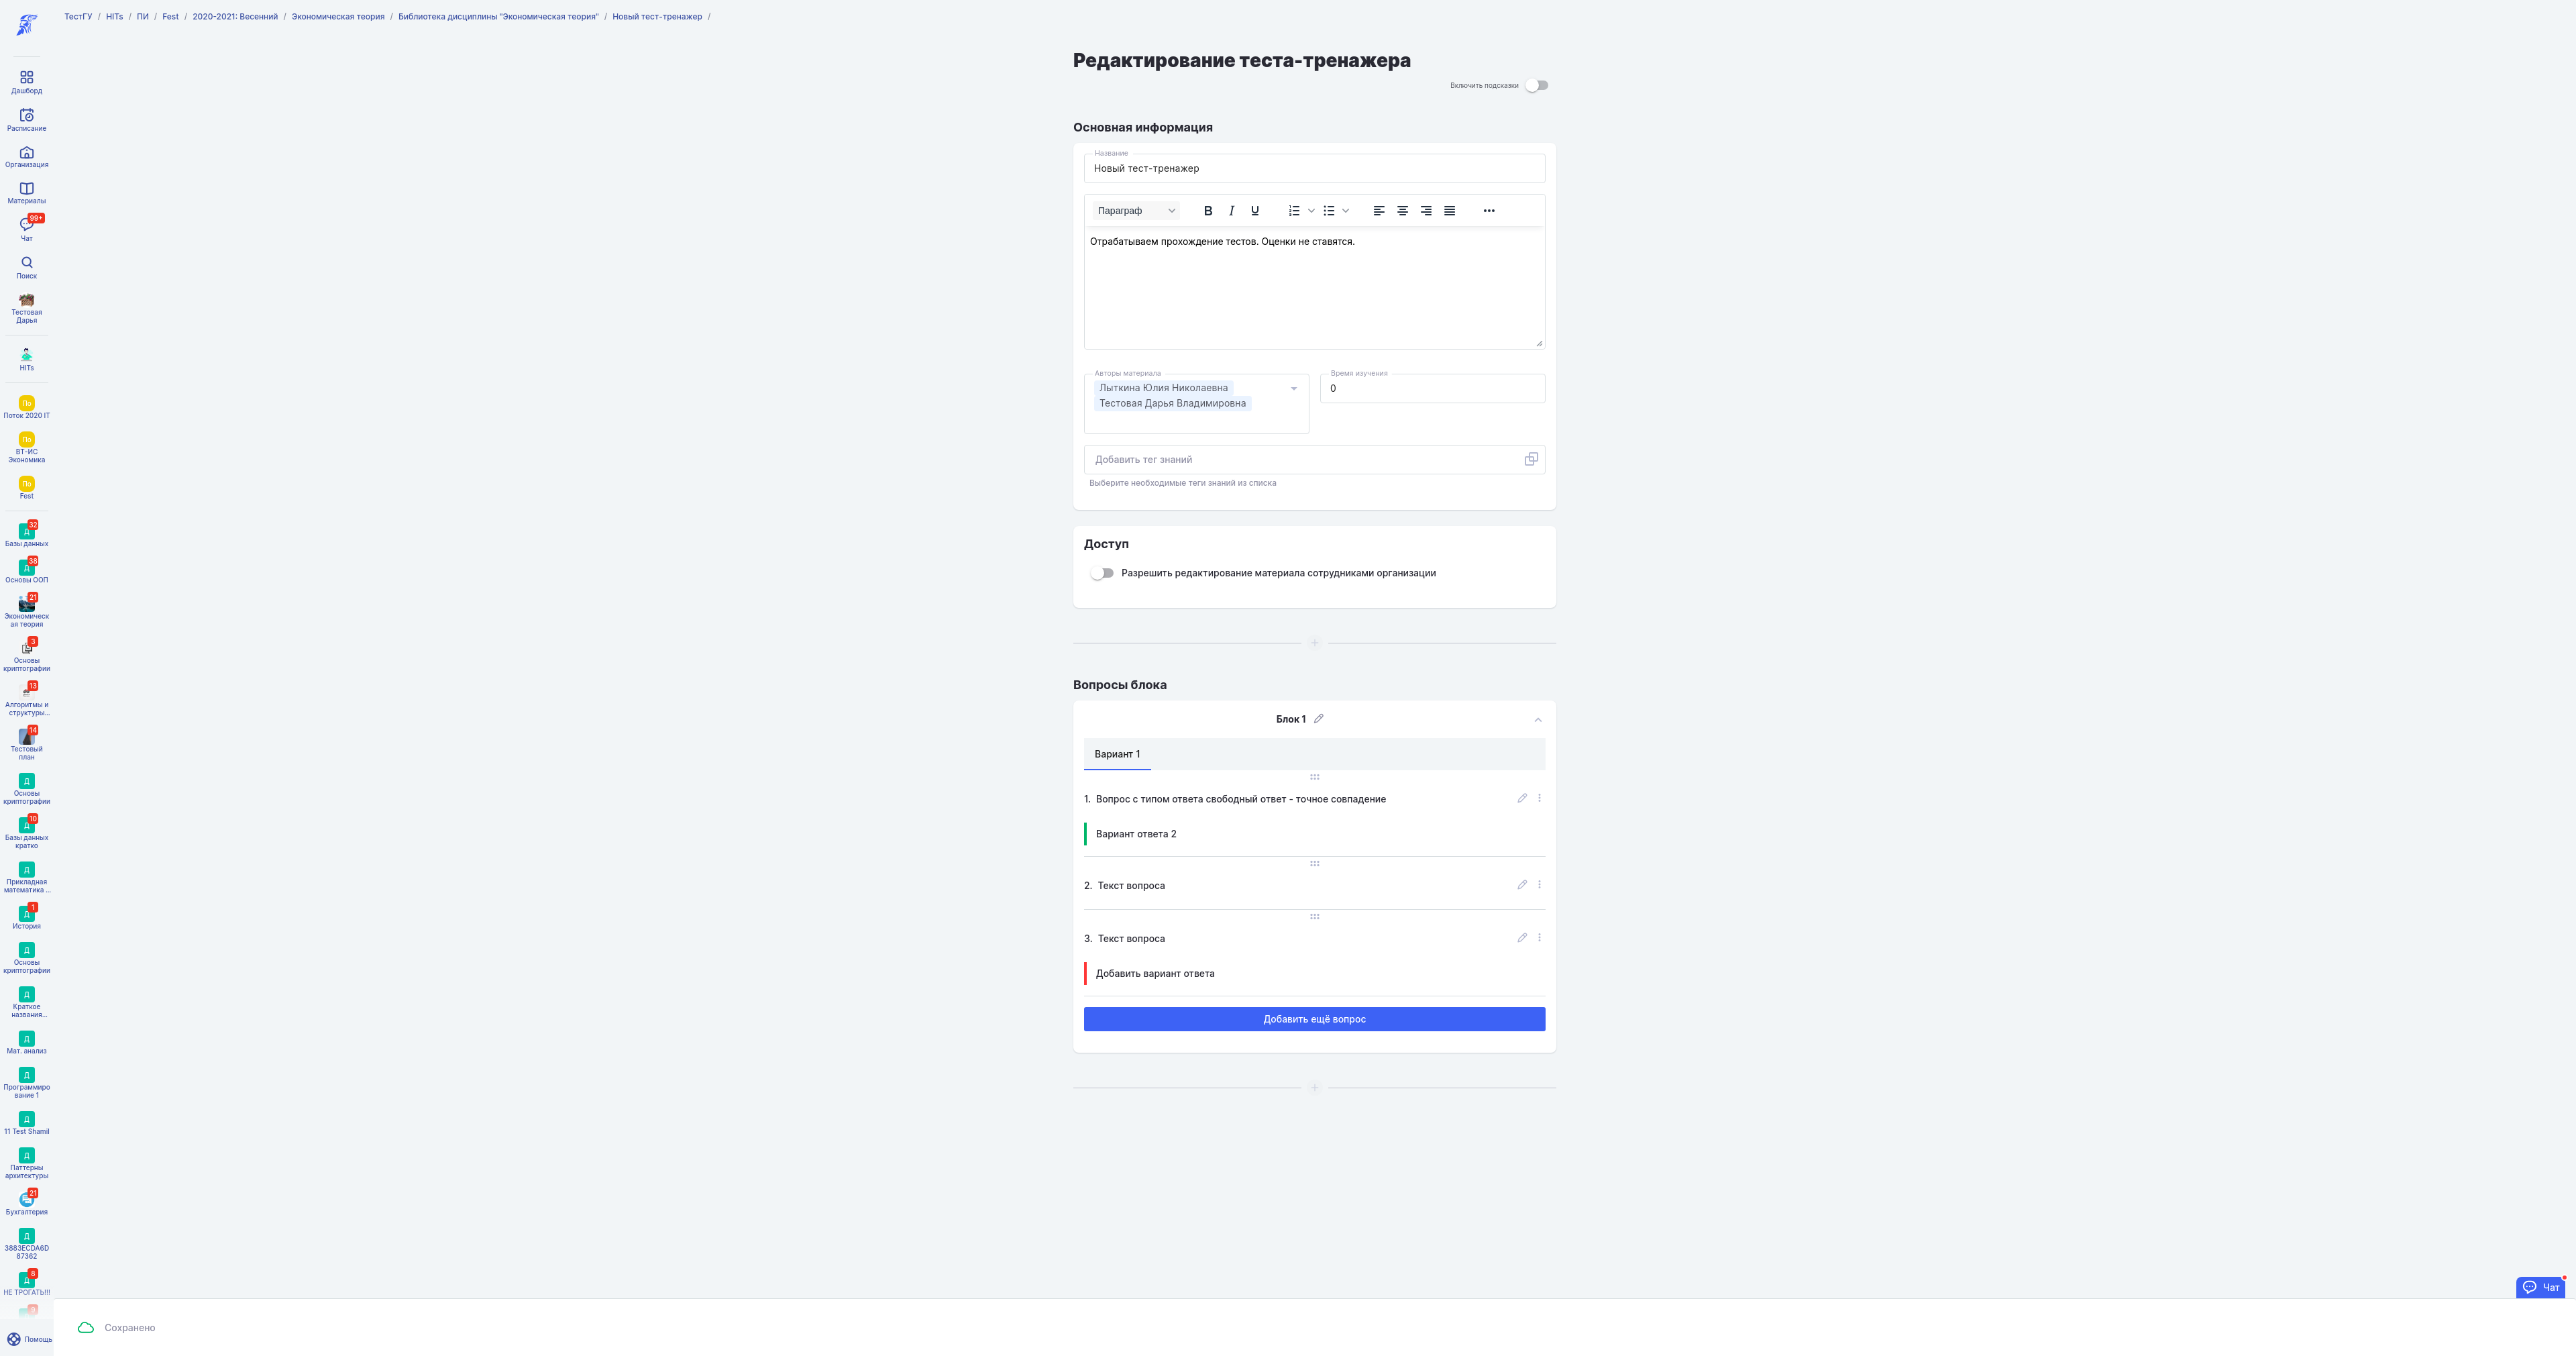 ТестГУ / HITs / ПИ / Fest / 2020-2021: Весенний / Экономическая теория / Библиотека дисциплины "Экономическая теория" / Новый тест-тренажер /
Дашборд
Расписание
Организация
Материалы
99+
Чат
Поиск
Тестовая
Дарья
HITs
По
Поток 2020 IT
По
ВТ-ИС
Экономика
По
Fest
32
Д
Базы данных
38
Д
Основы ООП
21
Экономическ
ая теория
3
Основы
криптографии
13
Алгоритмы и
структуры...
14
Тестовый
план
Д
Основы
криптографии
10
Д
Базы данных
кратко
Д
Прикладная
математика ...
1
Д
История
Д
Основы
криптографии
Д
Краткое
названия...
Д
Мат. анализ
Д
Программиро
вание 1
Д
11 Test Shamil
Д
Паттерны
архитектуры
21
Бухгалтерия
Д
3883ECDA6D
87362
8
Д
НЕ ТРОГАТЬ!!!
Помощь
Редактирование теста-тренажера
Включить подсказки
Основная информация
Название
Новый тест-тренажер
Параграф
B I U
Отрабатываем прохождение тестов. Оценки не ставятся.
Авторы материала
Лыткина Юлия Николаевна
Тестовая Дарья Владимировна
Время изучения
0
Добавить тег знаний
Выберите необходимые теги знаний из списка
Доступ
Разрешить редактирование материала сотрудниками организации
Вопросы блока
Блок 1
Вариант 1
1. Вопрос с типом ответа свободный ответ - точное совпадение
Вариант ответа 2
2. Текст вопроса
3. Текст вопроса
Добавить вариант ответа
Добавить ещё вопрос
Чат
Сохранено